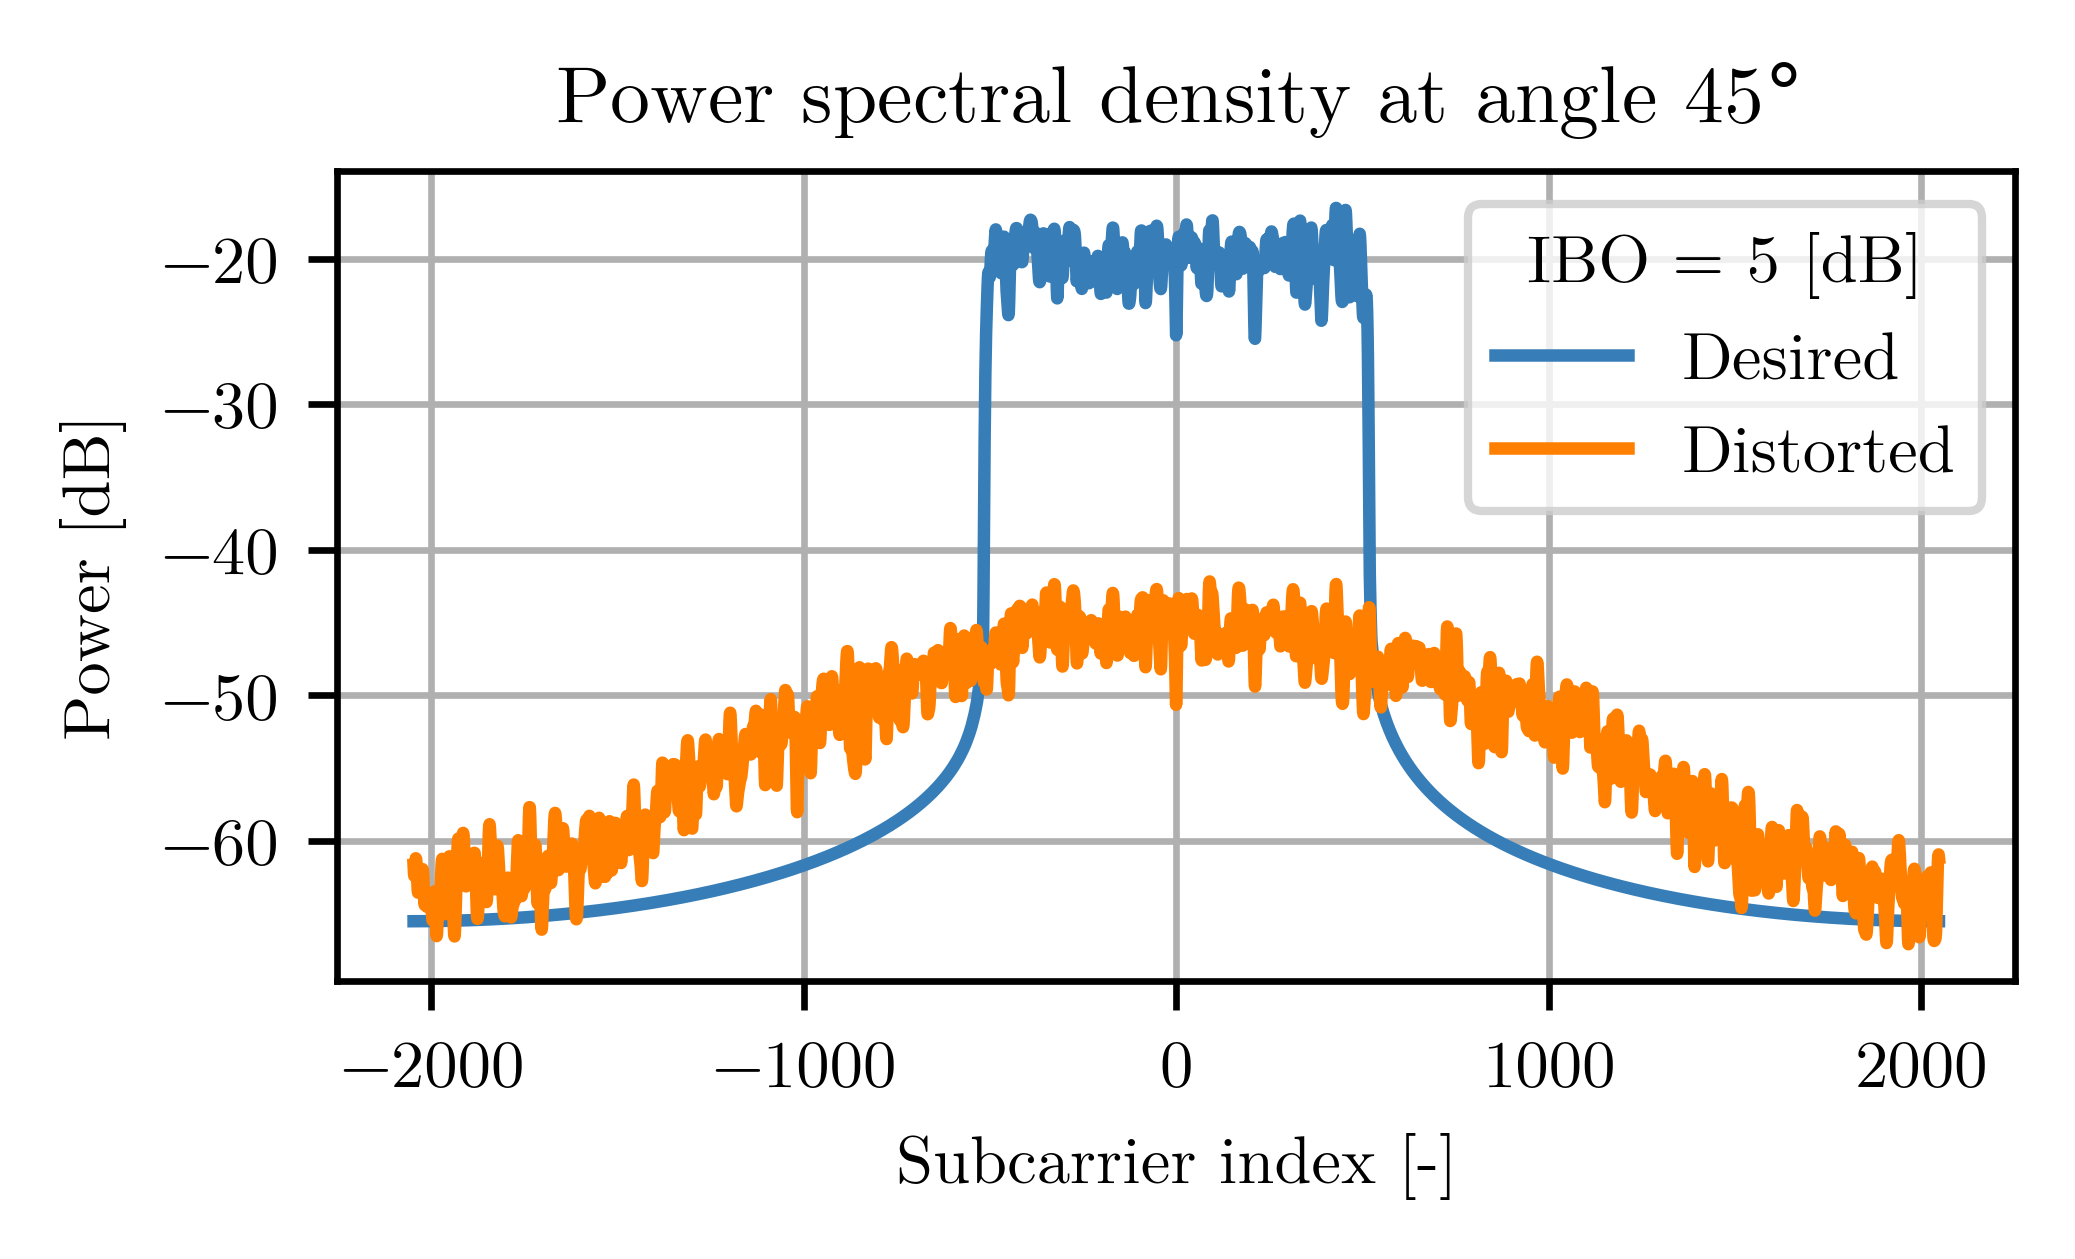 Power spectral density at angle 45°
Power [dB]
−20
−30
−40
−50
−60
IBO = 5 [dB]
Desired
Distorted
−2000
−1000
0
1000
2000
Subcarrier index [-]